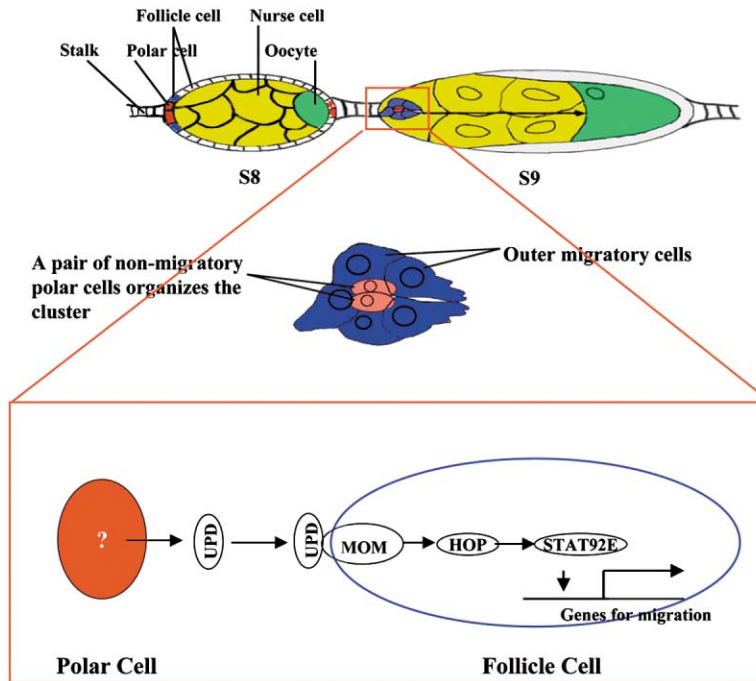 Follicle cell
Nurse cell
Stalk
Polar cell
Oocyte
S8
S9
A pair of non-migratory
polar cells organizes the
cluster
Outer migratory cells
?
UPD
UPD
MOM
HOP
STAT92E
Genes for migration
Polar Cell
Follicle Cell